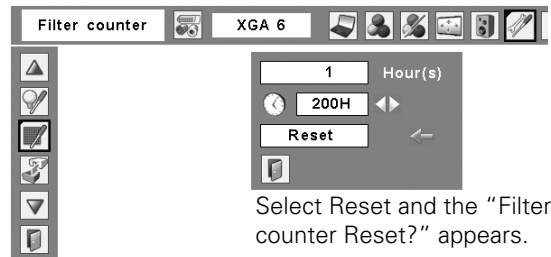 Filter counter
XGA 6
1 Hour(s)
200H
Reset
Select Reset and the “Filter
counter Reset?” appears.